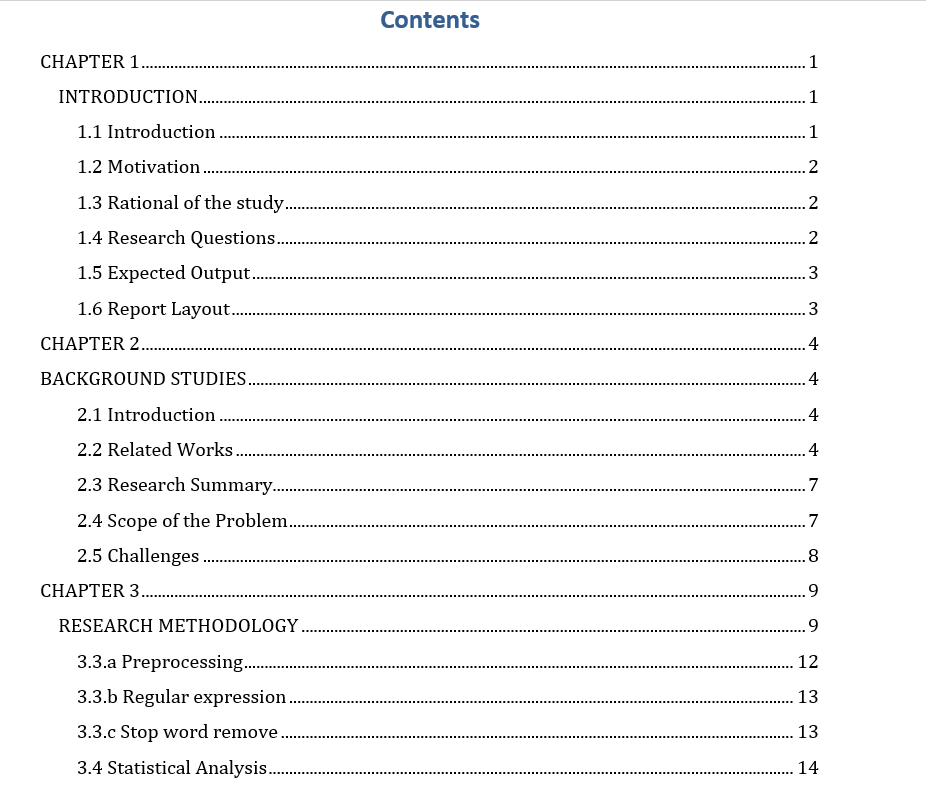 Contents
CHAPTER 1 1
INTRODUCTION 1
1.1 Introduction 1
1.2 Motivation 2
1.3 Rational of the study 2
1.4 Research Questions 2
1.5 Expected Output 3
1.6 Report Layout 3
CHAPTER 2 4
BACKGROUND STUDIES 4
2.1 Introduction 4
2.2 Related Works 4
2.3 Research Summary 7
2.4 Scope of the Problem 7
2.5 Challenges 8
CHAPTER 3 9
RESEARCH METHODOLOGY 9
3.3.a Preprocessing 12
3.3.b Regular expression 13
3.3.c Stop word remove 13
3.4 Statistical Analysis 14